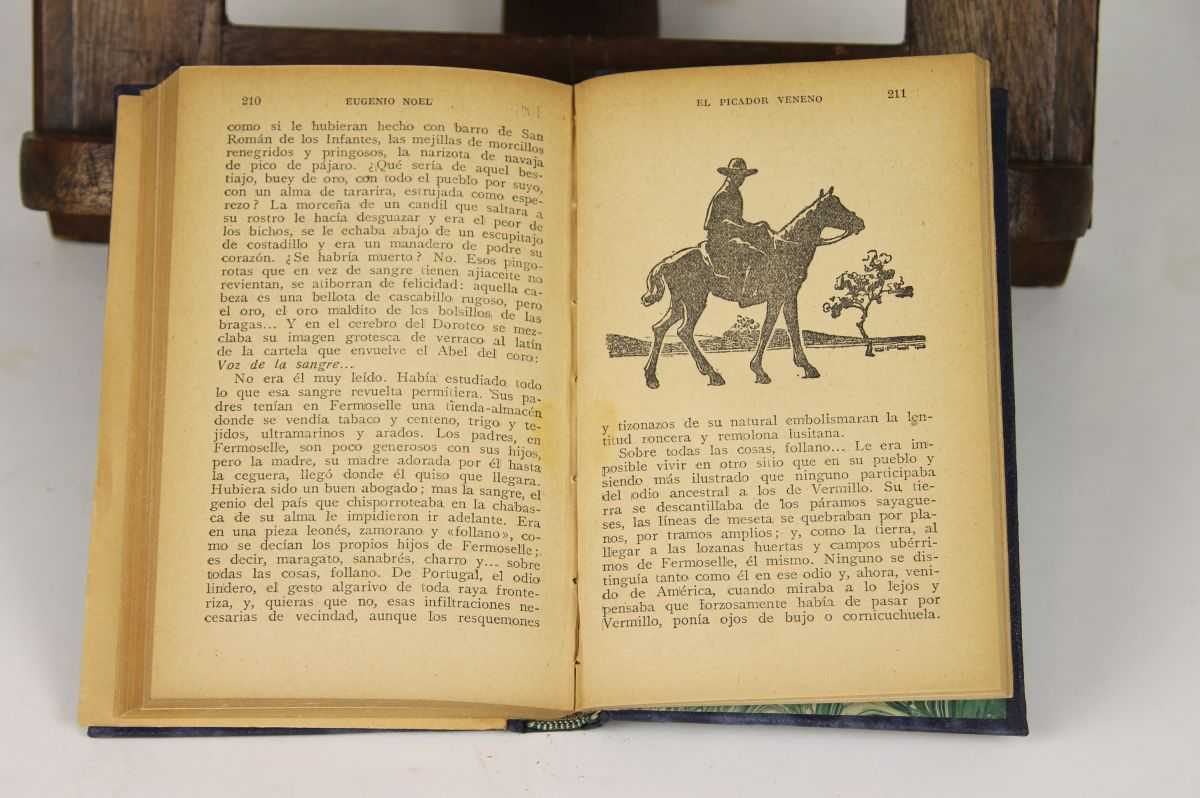 210
EUGENIO NOEL
como si le hubieran hecho con barro de San
Román de los Infantes, las mejillas de morcillos
renegridos y pringosos, la narizota de navaja
de pico de pájaro. ¿Qué sería de aquel bes-
tiajo, buey de oro, con todo el pueblo por suyo,
con un alma de tararira, estrujada como espe-
rezo? La morceña de un candil que saltara a
su rostro le hacía desguazar y era el peor de
los bichos, se le echaba abajo de un escupitajo
de costadillo y era un manadero de podre su
corazón. ¿Se habría muerto? No. Esos pingo-
rotas que en vez de sangre tienen ajiaceite no
revientan, se atiborran de felicidad: aquella ca-
beza es una bellota de cascabillo rugoso, pero
el oro, el oro maldito de los bolsillos de las
bragas... Y en el cerebro del Doroteo se mez-
claba su imagen grotesca de verraco al latín
de la cartela que envuelve el Abel del coro:
Voz de la sangre...
No era él muy leído. Había estudiado todo
lo que esa sangre revuelta permitiera. Sus pa-
dres tenían en Fermoselle una tienda-almacén
donde se vendía tabaco y centeno, trigo y te-
jidos, ultramarinos y arados. Los padres, en
Fermoselle, son poco generosos con sus hijos,
pero la madre, su madre adorada por él hasta
la ceguera, llegó donde él quiso que llegara.
Hubiera sido un buen abogado; mas la sangre, el
genio del país que chisporroteaba en la chabas-
ca de su alma le impidieron ir adelante. Era
en una pieza leonés, zamorano y «follano», co-
mo se decían los propios hijos de Fermoselle;
es decir, maragato, sanabrés, charro y... sobre
todas las cosas, follano. De Portugal, el odio
lindero, el gesto algarivo de toda raya fronte-
riza, y, quieras que no, esas infiltraciones ne-
cesarias de vecindad, aunque los resquemones
EL PICADOR VENENO
211
y tizonazos de su natural embolismaran la len-
titud roncera y remolona lusitana.
Sobre todas las cosas, follano... Le era im-
posible vivir en otro sitio que en su pueblo y
siendo más ilustrado que ninguno participaba
del odio ancestral a los de Vermillo. Su tie-
rra se descantillaba de los páramos sayague-
ses, las líneas de meseta se quebraban por pla-
nos, por tramos amplios; y, como la tierra, al
llegar a las lozanas huertas y campos ubérri-
mos de Fermoselle, él mismo. Ninguno se dis-
tinguía tanto como él en ese odio y, ahora, veni-
do de América, cuando miraba a lo lejos y
pensaba que forzosamente había de pasar por
Vermillo, ponía ojos de bujo o cornicuchuela.